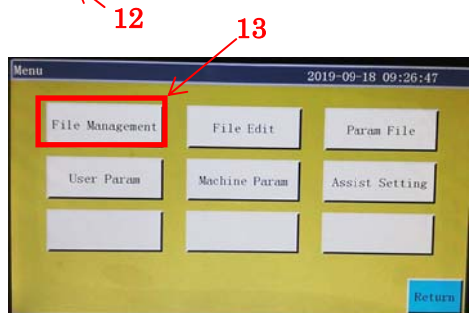 12
13
Menu
2019-09-18 09:26:47
File Management
File Edit
Param File
User Param
Machine Param
Assist Setting
Return